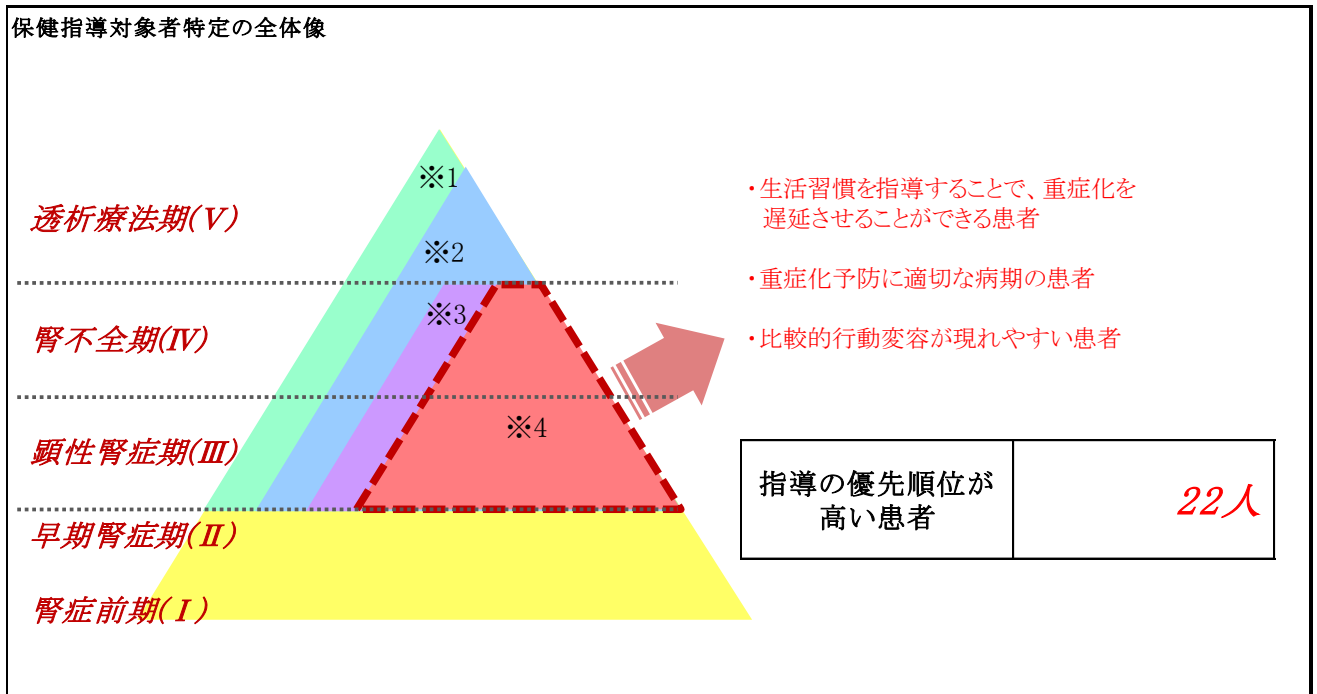 保健指導対象者特定の全体像
※1
※2
※3
※4
透析療法期(Ⅴ)
腎不全期(Ⅳ)
顕性腎症期(Ⅲ)
早期腎症期(Ⅱ)
腎症前期(Ⅰ)
・生活習慣を指導することで、重症化を
遅延させることができる患者
・重症化予防に適切な病期の患者
・比較的行動変容が現れやすい患者
指導の優先順位が
高い患者
22人